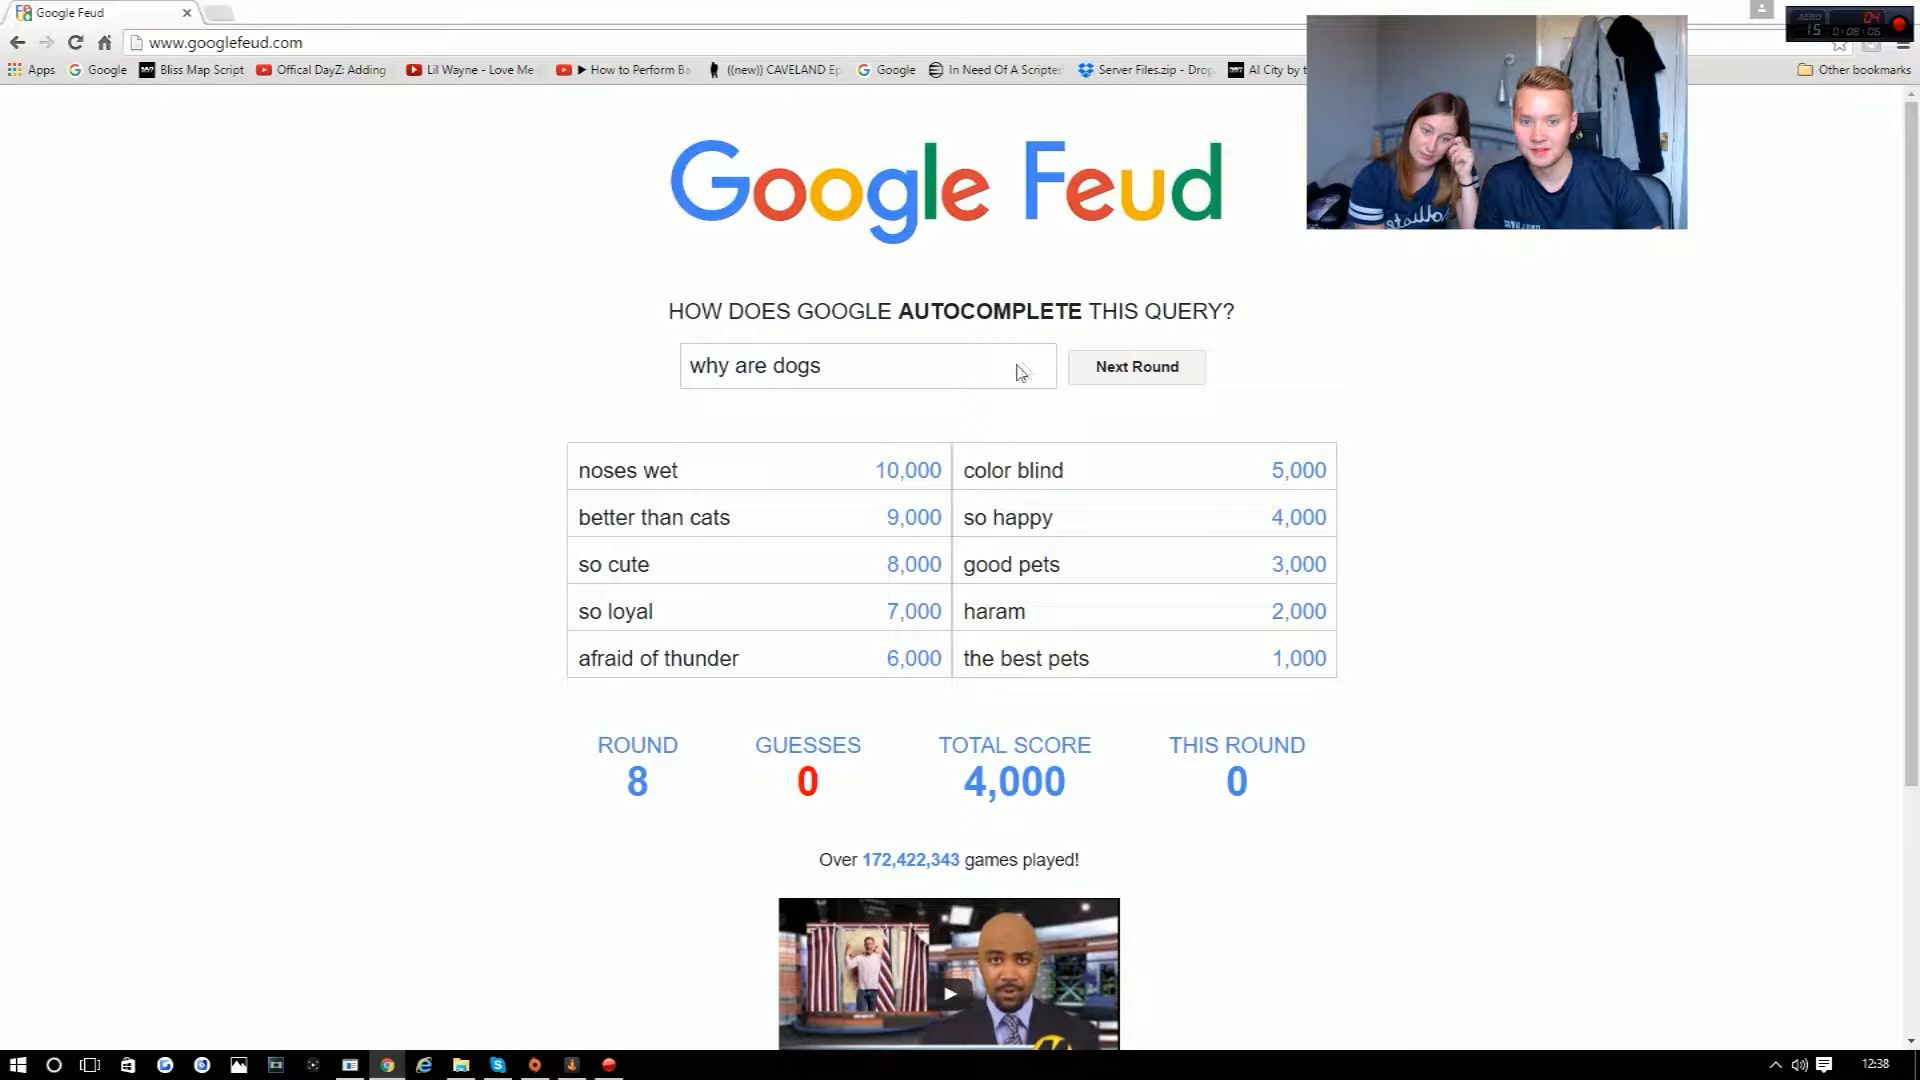 Google Feud
www.googlefeud.com
Apps Google Bliss Map Script Offical DayZ: Adding Lil Wayne - Love Me How to Perform Ba ((new)) CAVELAND Ep Google In Need Of A Scripter Server Files.zip - Drop AI City by t Other bookmarks
Google Feud
HOW DOES GOOGLE AUTOCOMPLETE THIS QUERY?
why are dogs Next Round
noses wet 10,000 color blind 5,000
better than cats 9,000 so happy 4,000
so cute 8,000 good pets 3,000
so loyal 7,000 haram 2,000
afraid of thunder 6,000 the best pets 1,000
ROUND GUESSES TOTAL SCORE THIS ROUND
8 0 4,000 0
Over 172,422,343 games played!
12:38